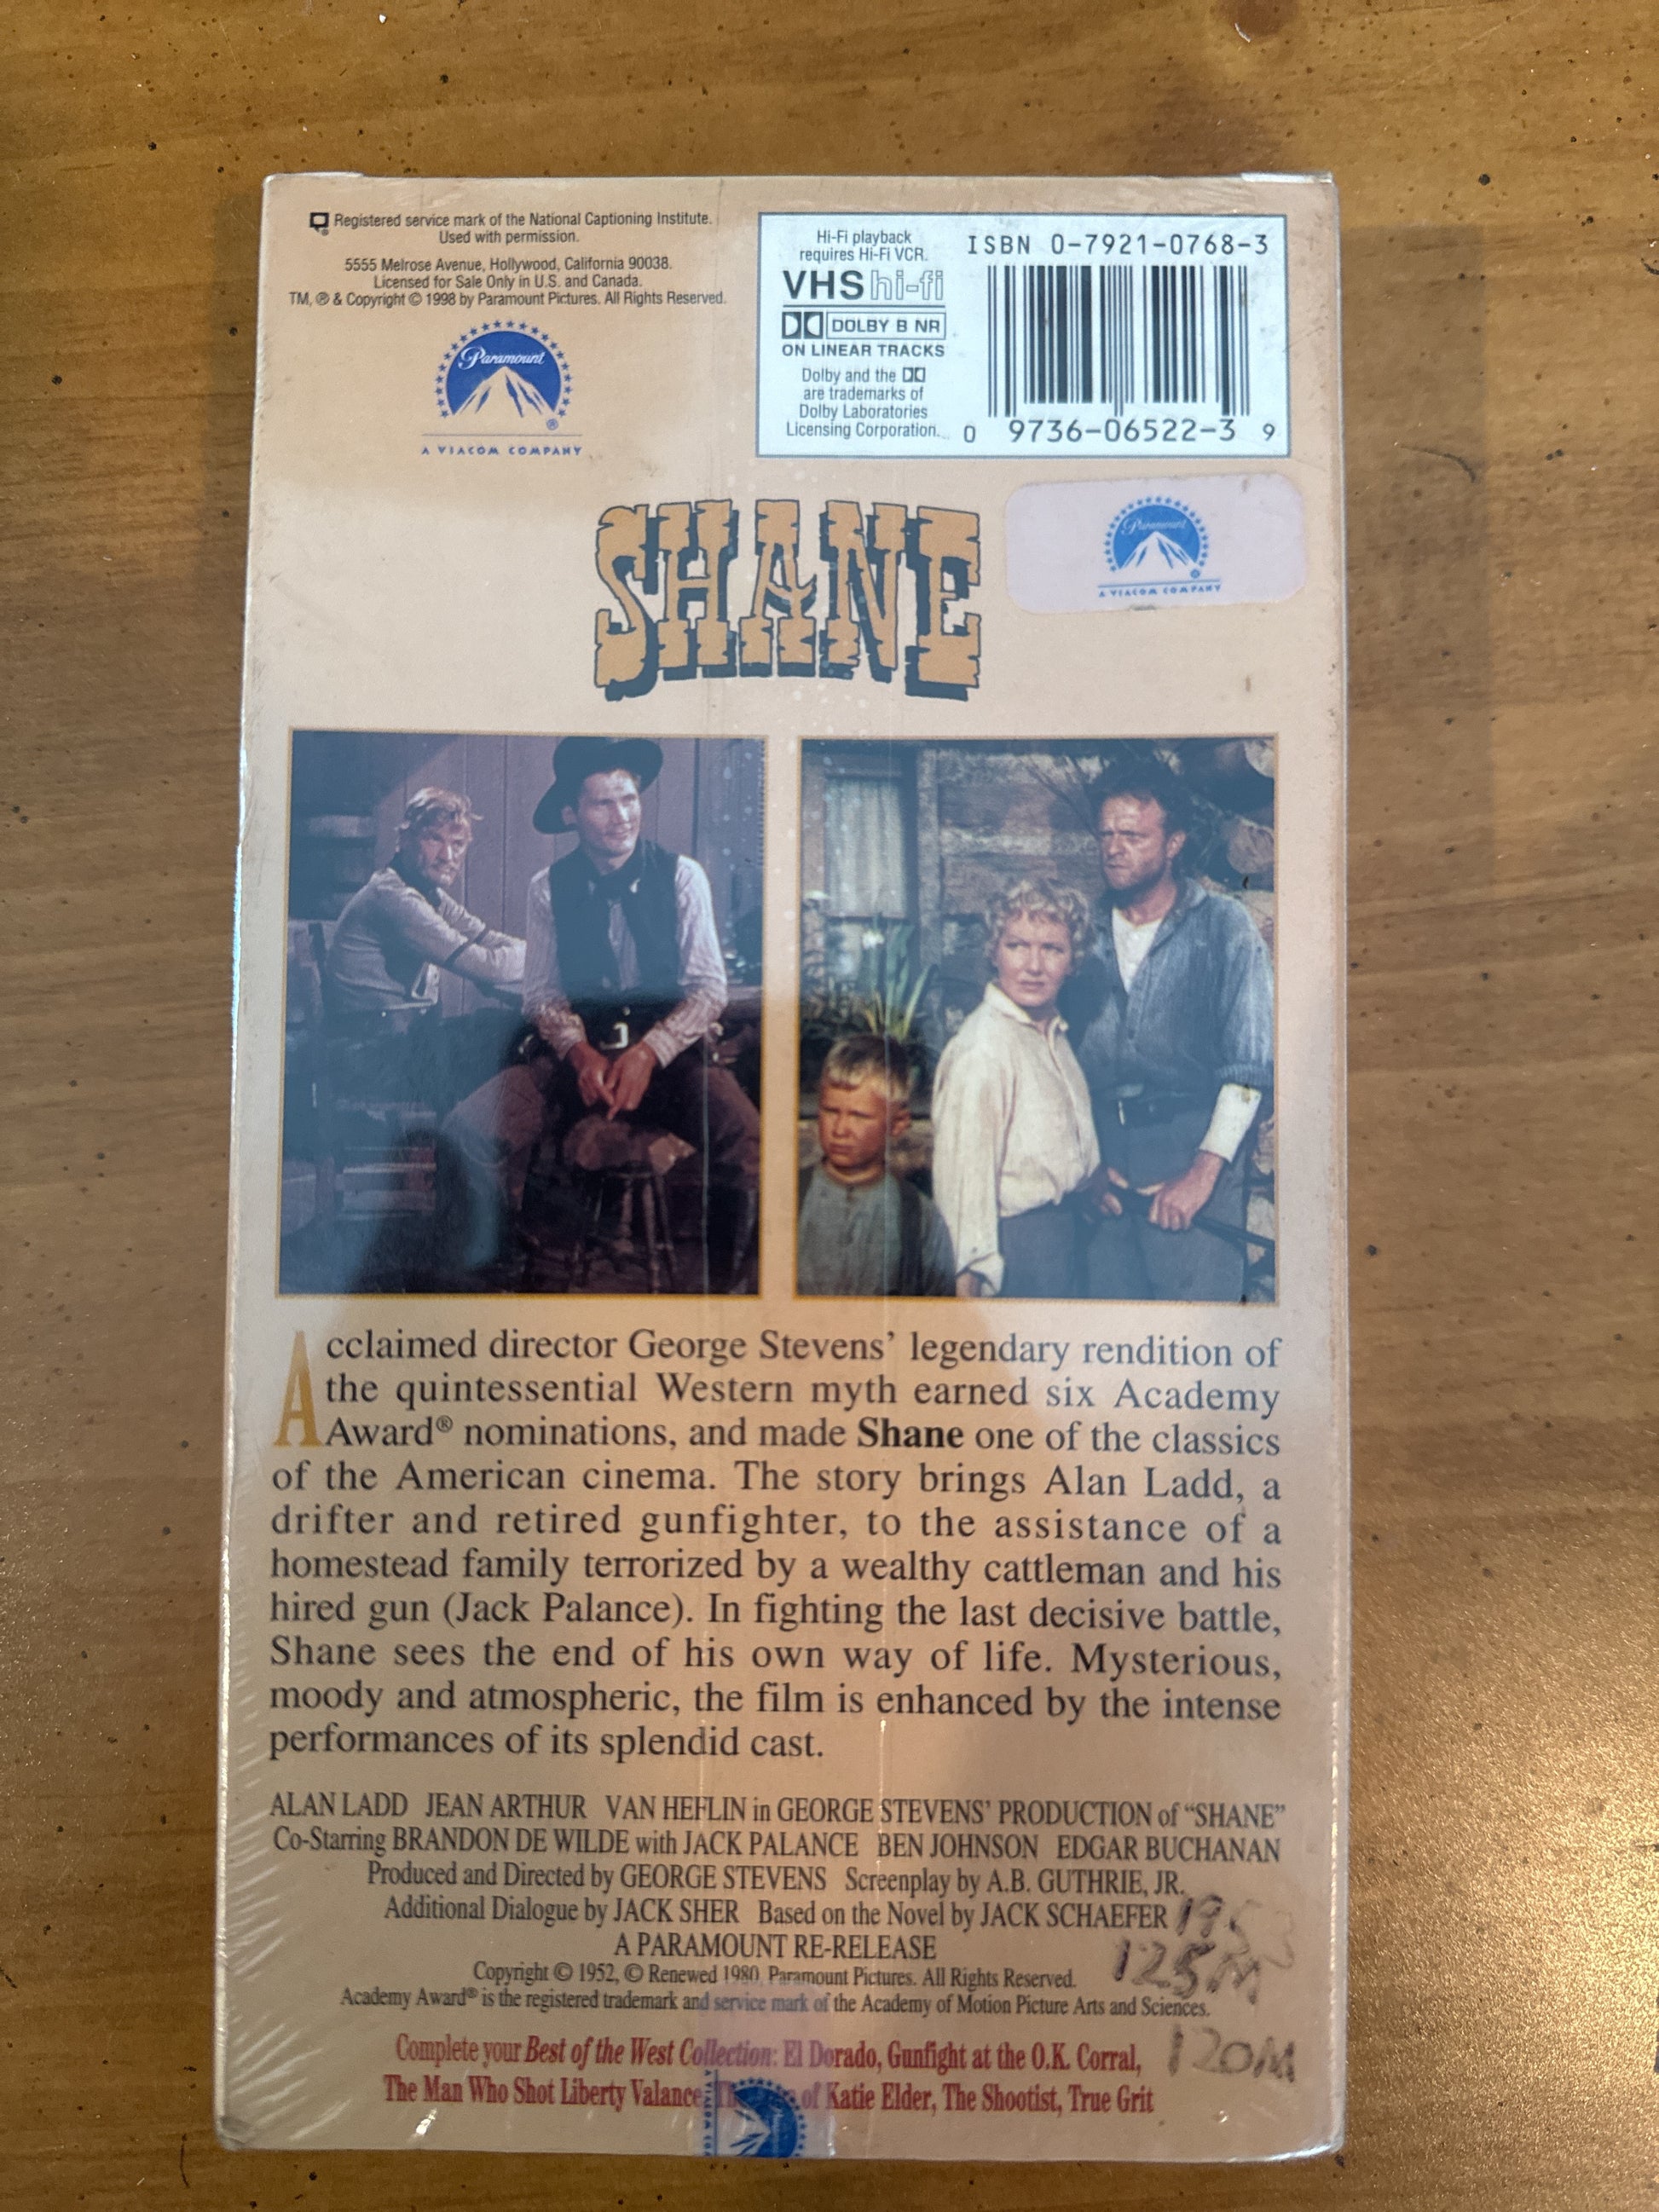 Registered service mark of the National Captioning Institute.
Used with permission.
5555 Melrose Avenue, Hollywood, California 90038.
Licensed for Sale Only in U.S. and Canada.
TM, ® & Copyright © 1998 by Paramount Pictures. All Rights Reserved.
Paramount
®
A VIACOM COMPANY
Hi-Fi playback
requires Hi-Fi VCR.
VHS hi-fi
DOLBY B NR
ON LINEAR TRACKS
Dolby and the
are trademarks of
Dolby Laboratories
Licensing Corporation.
ISBN 0-7921-0768-3
0 9736-06522-3 9
SHANE
Paramount
®
A VIACOM COMPANY
Acclaimed director George Stevens' legendary rendition of
the quintessential Western myth earned six Academy
Award® nominations, and made Shane one of the classics
of the American cinema. The story brings Alan Ladd, a
drifter and retired gunfighter, to the assistance of a
homestead family terrorized by a wealthy cattleman and his
hired gun (Jack Palance). In fighting the last decisive battle,
Shane sees the end of his own way of life. Mysterious,
moody and atmospheric, the film is enhanced by the intense
performances of its splendid cast.
ALAN LADD JEAN ARTHUR VAN HEFLIN in GEORGE STEVENS' PRODUCTION of "SHANE"
Co-Starring BRANDON DE WILDE with JACK PALANCE BEN JOHNSON EDGAR BUCHANAN
Produced and Directed by GEORGE STEVENS Screenplay by A.B. GUTHRIE, JR.
Additional Dialogue by JACK SHER Based on the Novel by JACK SCHAEFER
A PARAMOUNT RE-RELEASE
125M
Copyright © 1952, © Renewed 1980 Paramount Pictures. All Rights Reserved.
Academy Award® is the registered trademark and service mark of the Academy of Motion Picture Arts and Sciences.
Complete your Best of the West Collection: El Dorado, Gunfight at the O.K. Corral,
120M
The Man Who Shot Liberty Valance, of Katie Elder, The Shootist, True Grit